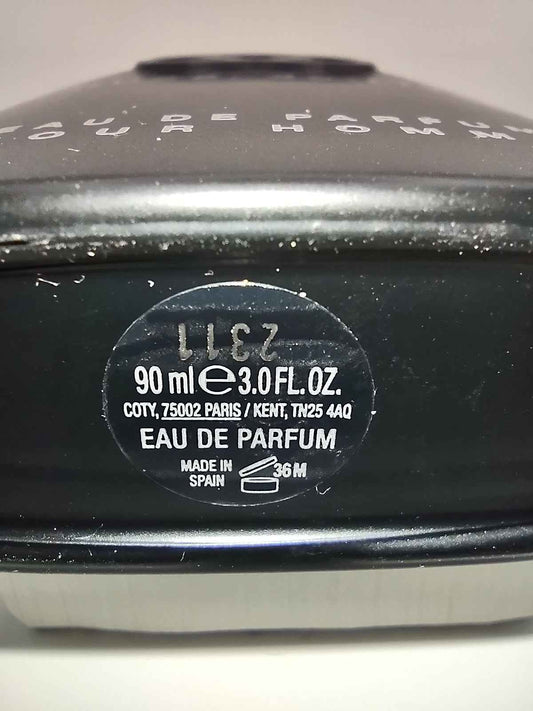 EAU DE PARFUM
POUR HOMM
2311
90 ml e 3.0 FL.OZ.
COTY, 75002 PARIS / KENT, TN25 4AQ
EAU DE PARFUM
MADE IN
SPAIN
36M